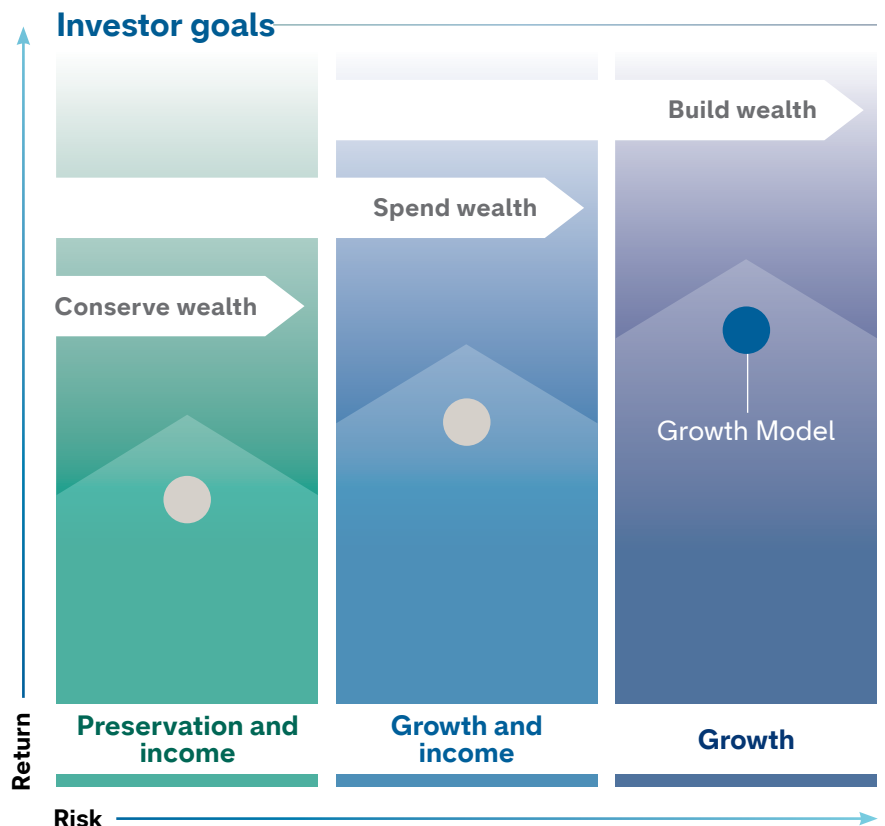 Investor goals
Build wealth
Spend wealth
Conserve wealth
Growth Model
Preservation and
income
Growth and
income
Growth
Return
Risk